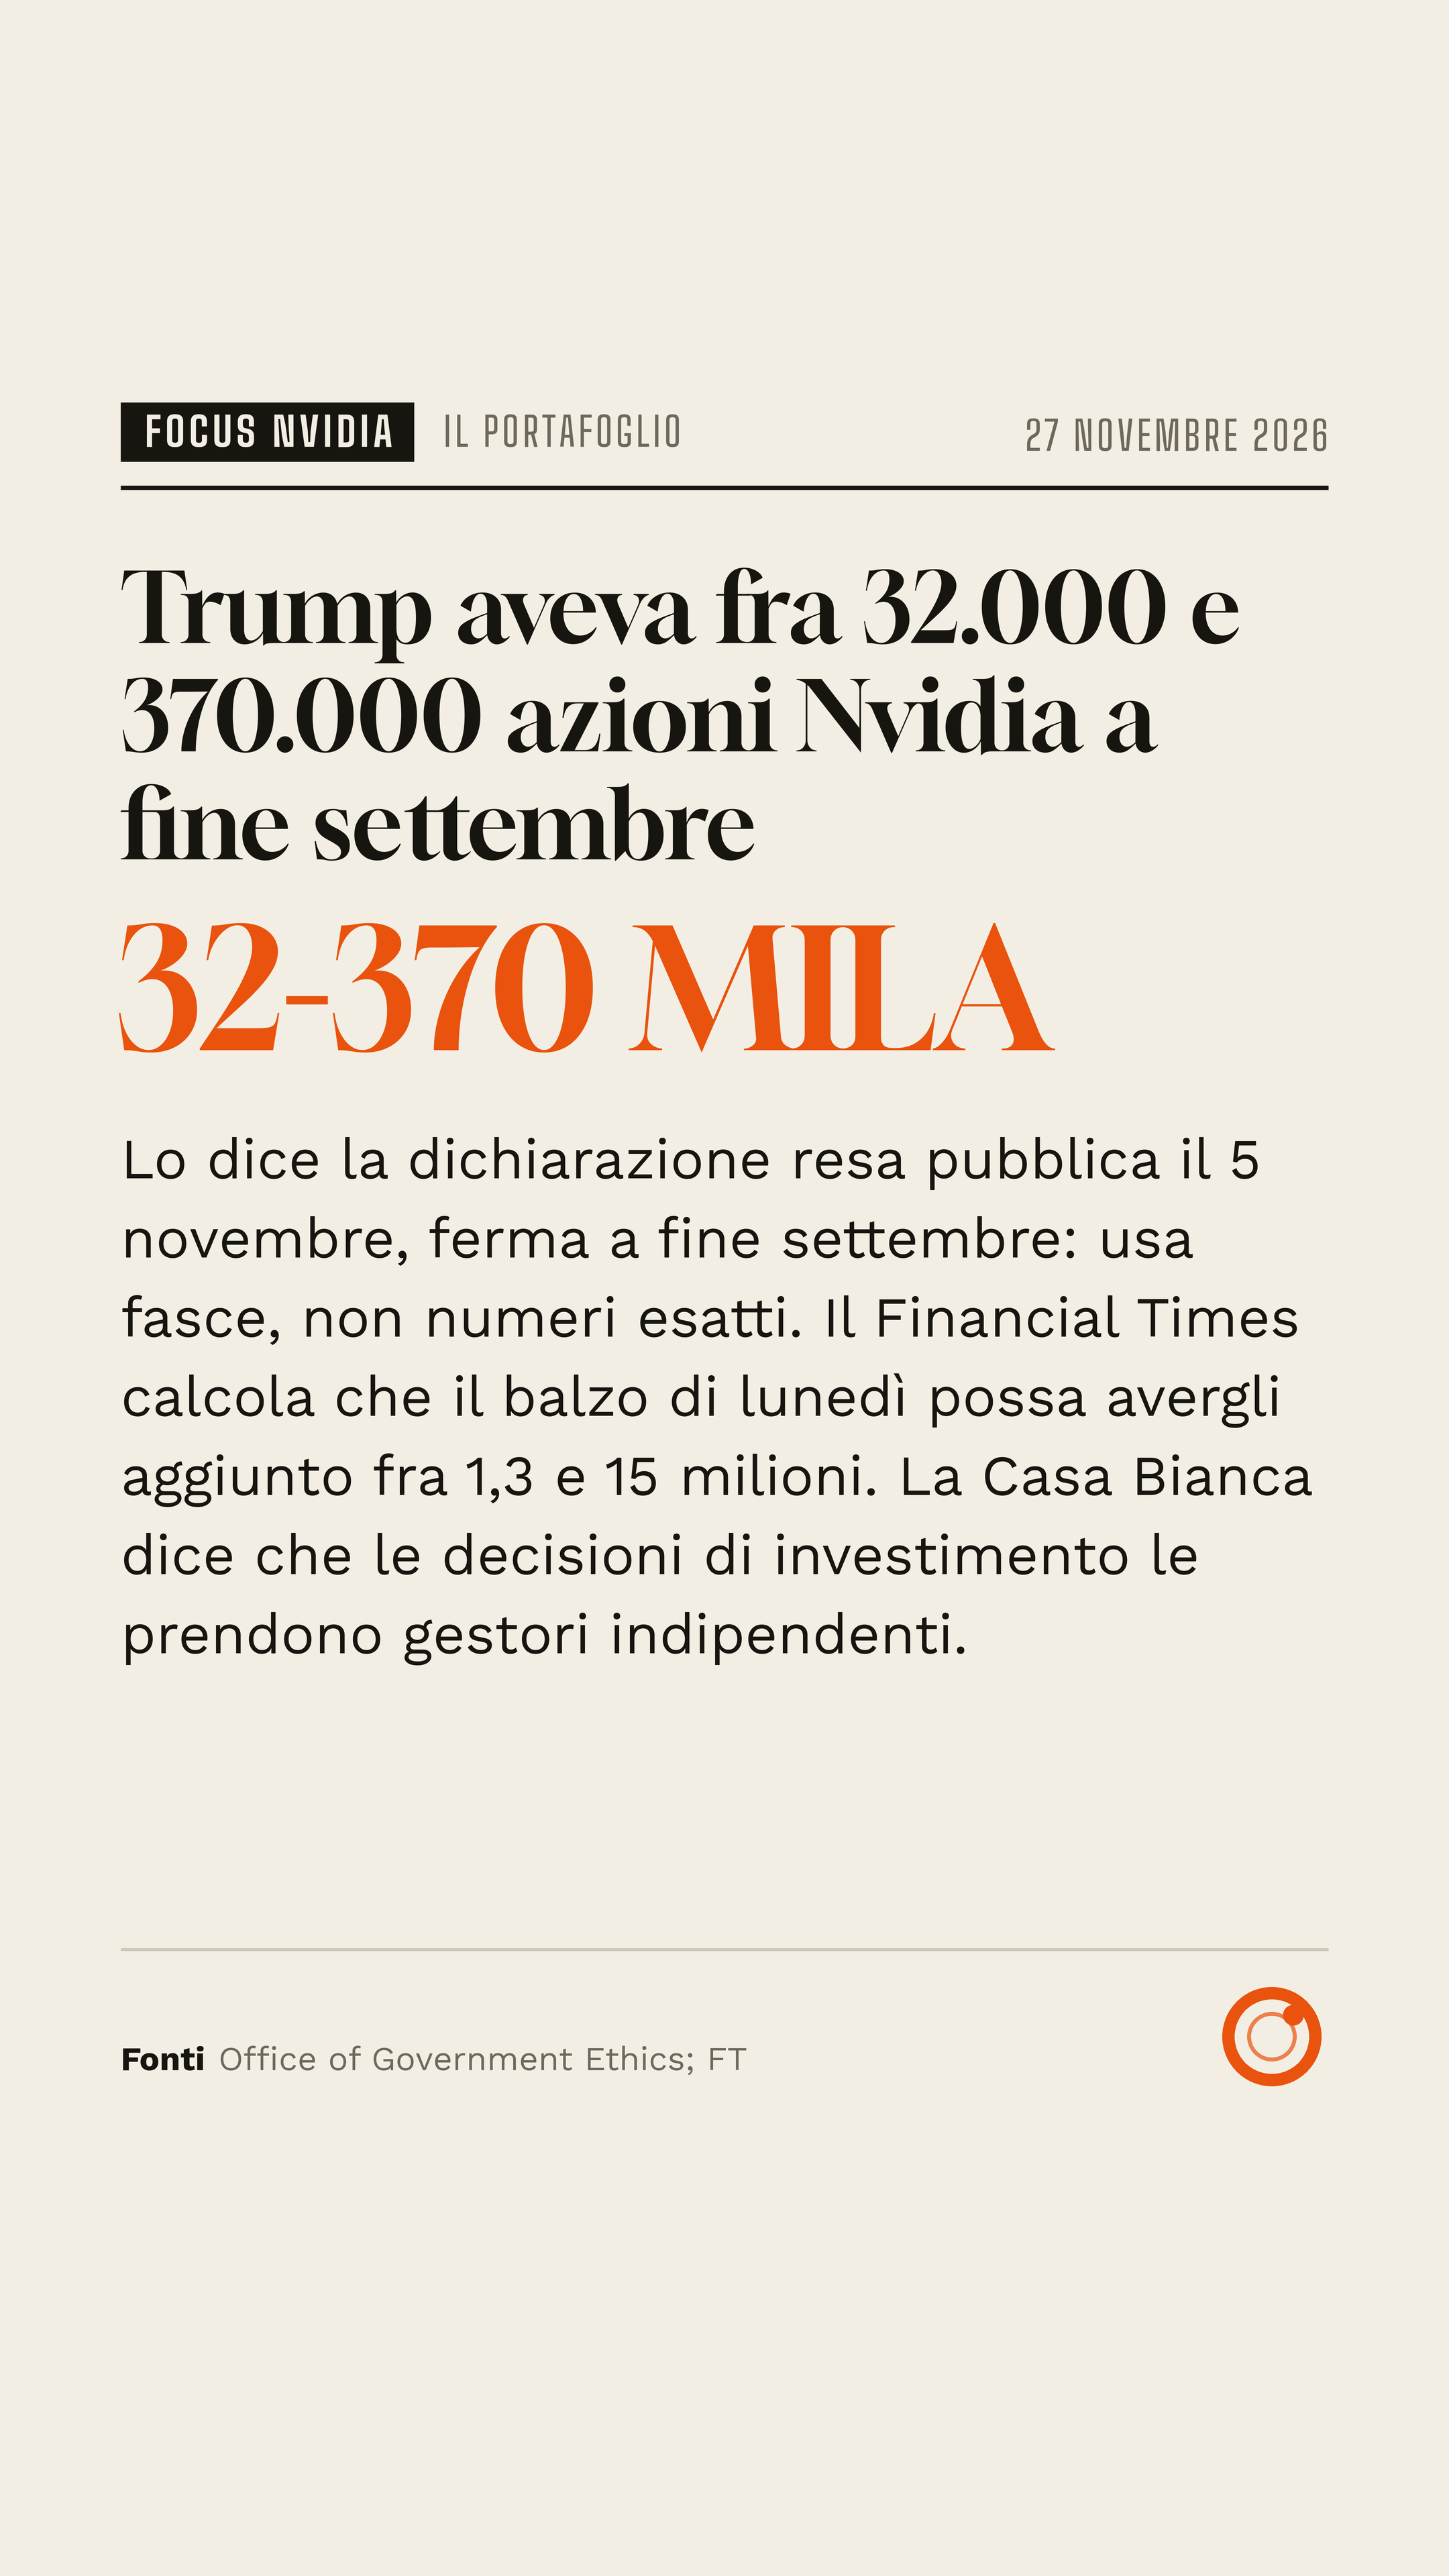 FOCUS NVIDIA IL PORTAFOGLIO 27 NOVEMBRE 2026
Trump aveva fra 32.000 e
370.000 azioni Nvidia a
fine settembre
32-370 MILA
Lo dice la dichiarazione resa pubblica il 5
novembre, ferma a fine settembre: usa
fasce, non numeri esatti. Il Financial Times
calcola che il balzo di lunedì possa avergli
aggiunto fra 1,3 e 15 milioni. La Casa Bianca
dice che le decisioni di investimento le
prendono gestori indipendenti.
Fonti Office of Government Ethics; FT